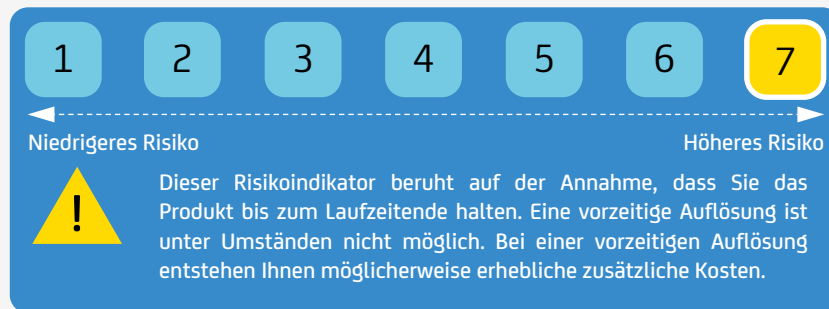 1 2 3 4 5 6 7
Niedrigeres Risiko Höheres Risiko
!
Dieser Risikoindikator beruht auf der Annahme, dass Sie das
Produkt bis zum Laufzeitende halten. Eine vorzeitige Auflösung ist
unter Umständen nicht möglich. Bei einer vorzeitigen Auflösung
entstehen Ihnen möglicherweise erhebliche zusätzliche Kosten.